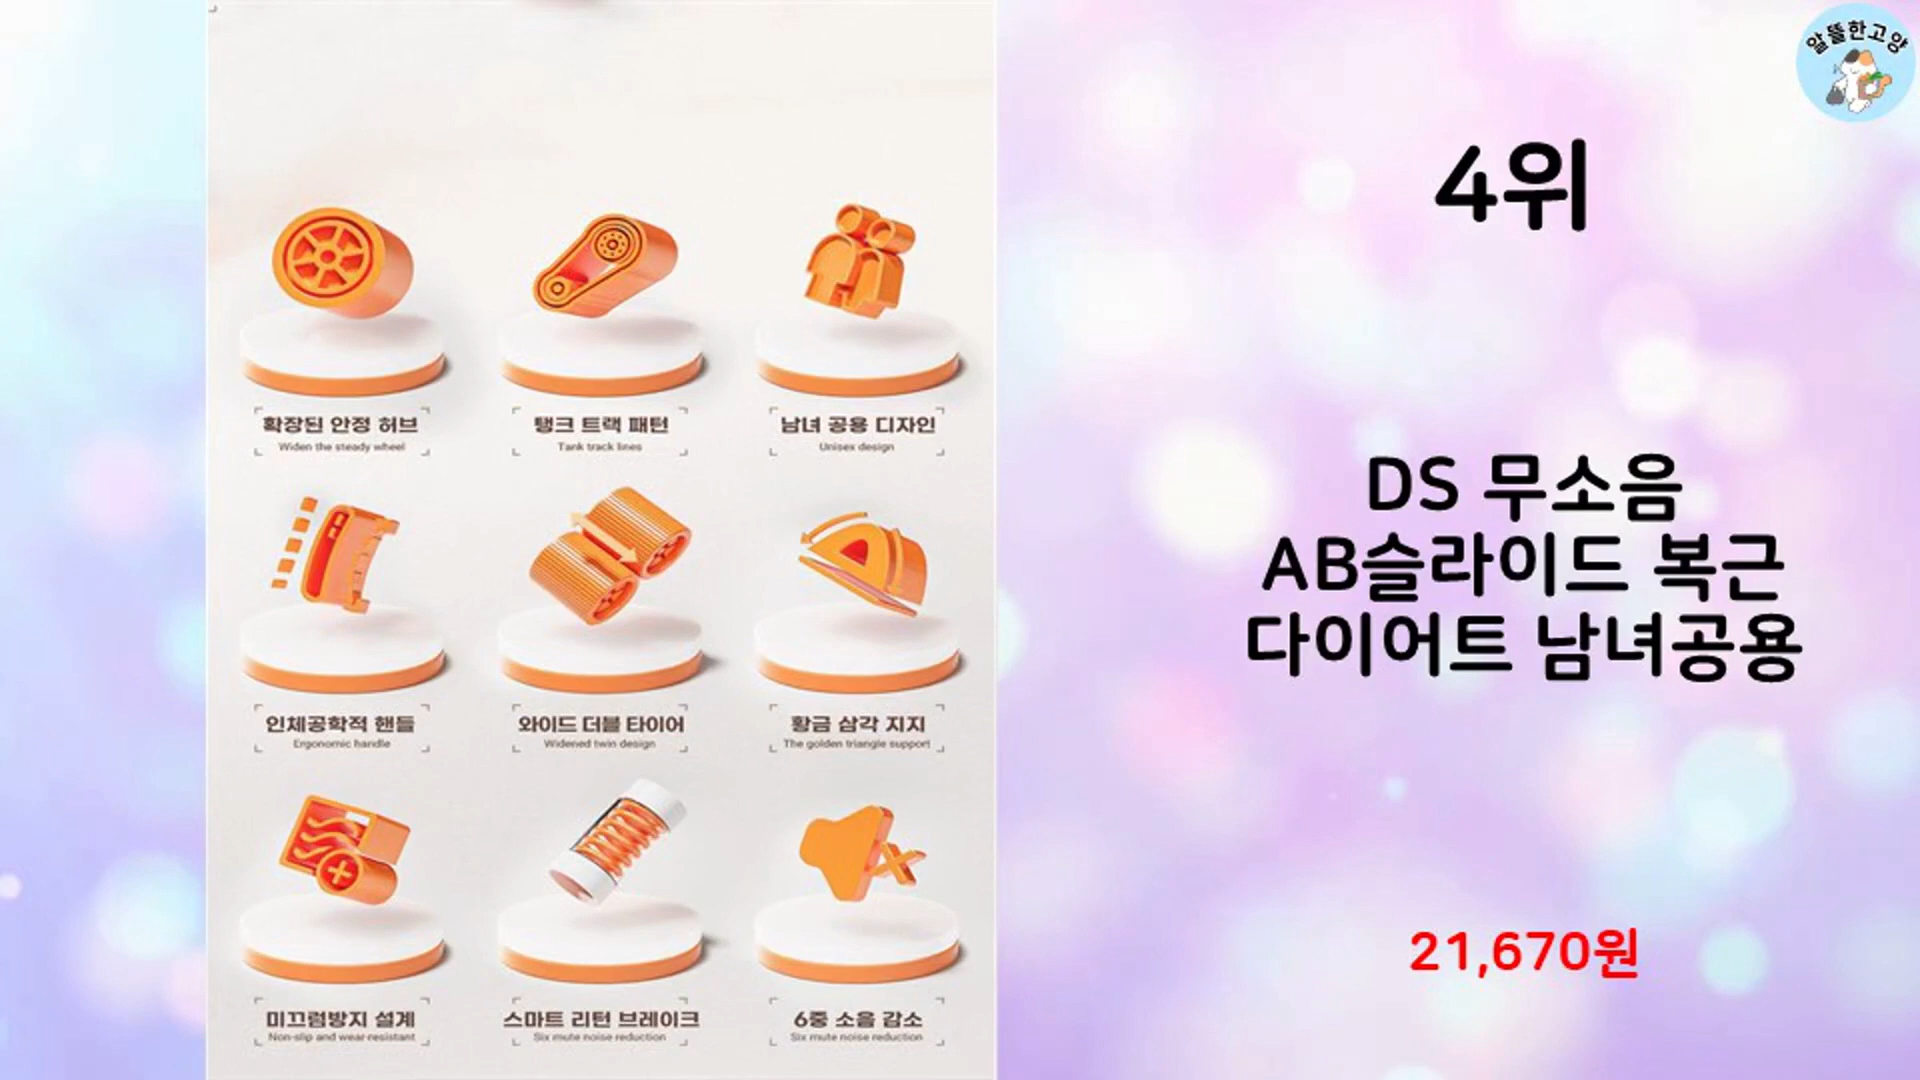 확장된 안정 허브
Widen the steady wheel
탱크 트랙 패턴
Tank track lines
남녀 공용 디자인
Unisex design
인체공학적 핸들
Ergonomic handle
와이드 더블 타이어
Widened twin design
황금 삼각 지지
The golden triangle support
미끄럼방지 설계
Non-slip and wear-resistant
스마트 리턴 브레이크
Six mute noise reduction
6중 소음 감소
Six mute noise reduction
알뜰한고양
4위
DS 무소음
AB슬라이드 복근
다이어트 남녀공용
21,670원